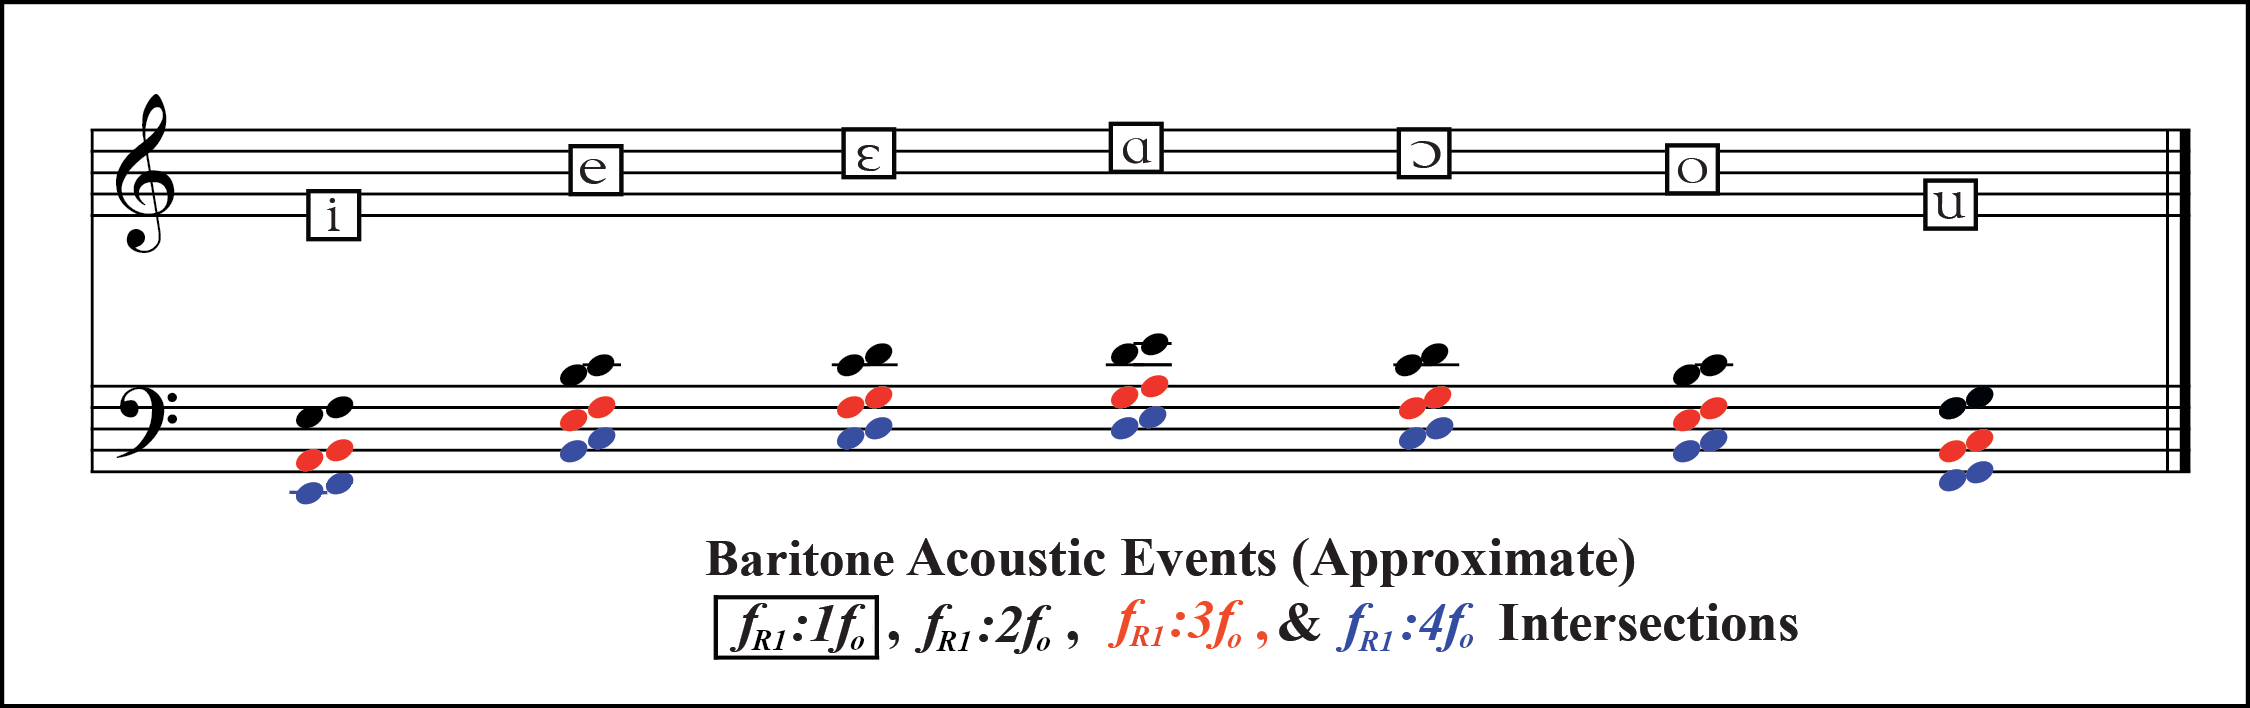 i e ɛ ɑ ɔ o u
Baritone Acoustic Events (Approximate)
fR1:1fo, fR1:2fo, fR1:3fo, & fR1:4fo Intersections